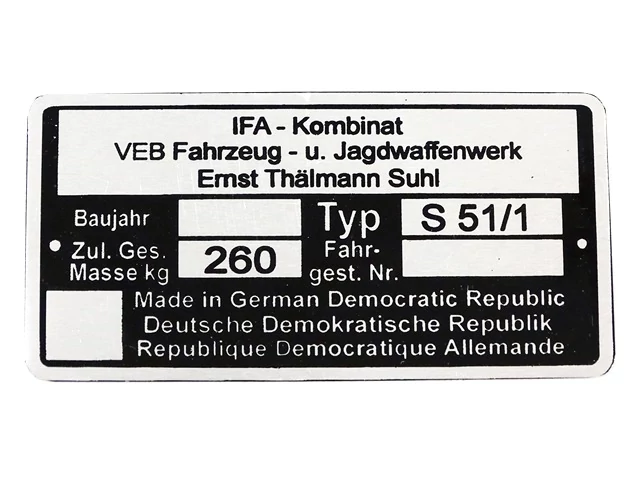 IFA - Kombinat
VEB Fahrzeug - u. Jagdwaffenwerk
Ernst Thälmann Suhl
Baujahr Typ S 51/1
Zul. Ges. Masse kg 260 Fahr-gest. Nr.
Made in German Democratic Republic
Deutsche Demokratische Republik
Republique Democratique Allemande